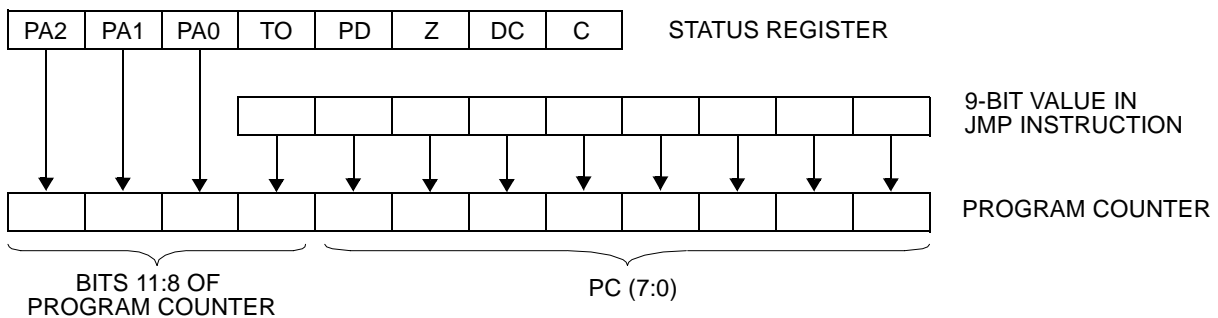 PA2 PA1 PA0 TO PD Z DC C STATUS REGISTER
9-BIT VALUE IN
JMP INSTRUCTION
PROGRAM COUNTER
BITS 11:8 OF
PROGRAM COUNTER
PC (7:0)